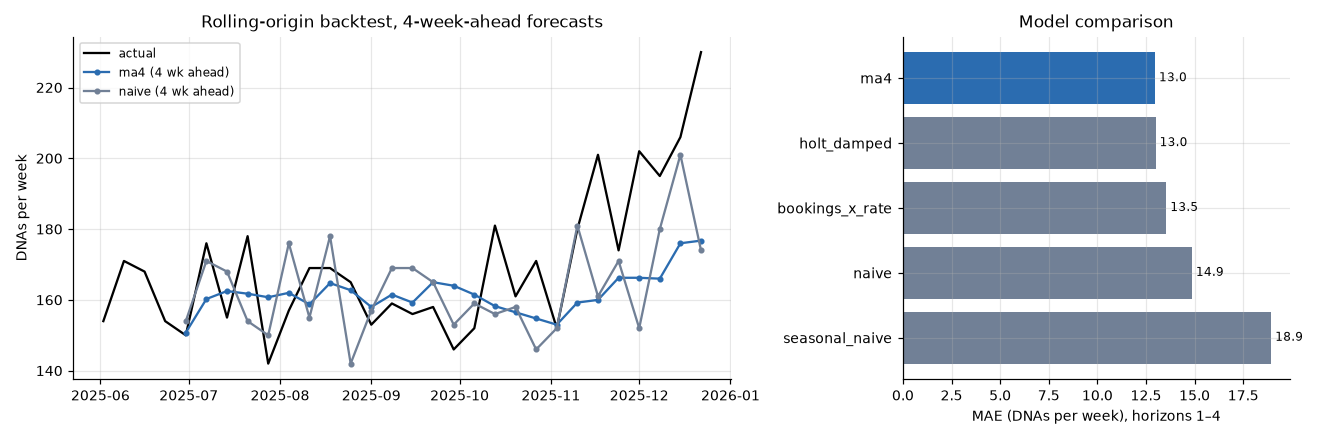 Rolling-origin backtest, 4-week-ahead forecasts
actual
ma4 (4 wk ahead)
naive (4 wk ahead)
DNAs per week
220
200
180
160
140
2025-06 2025-07 2025-08 2025-09 2025-10 2025-11 2025-12 2026-01
Model comparison
ma4 13.0
holt_damped 13.0
bookings_x_rate 13.5
naive 14.9
seasonal_naive 18.9
0.0 2.5 5.0 7.5 10.0 12.5 15.0 17.5
MAE (DNAs per week), horizons 1–4